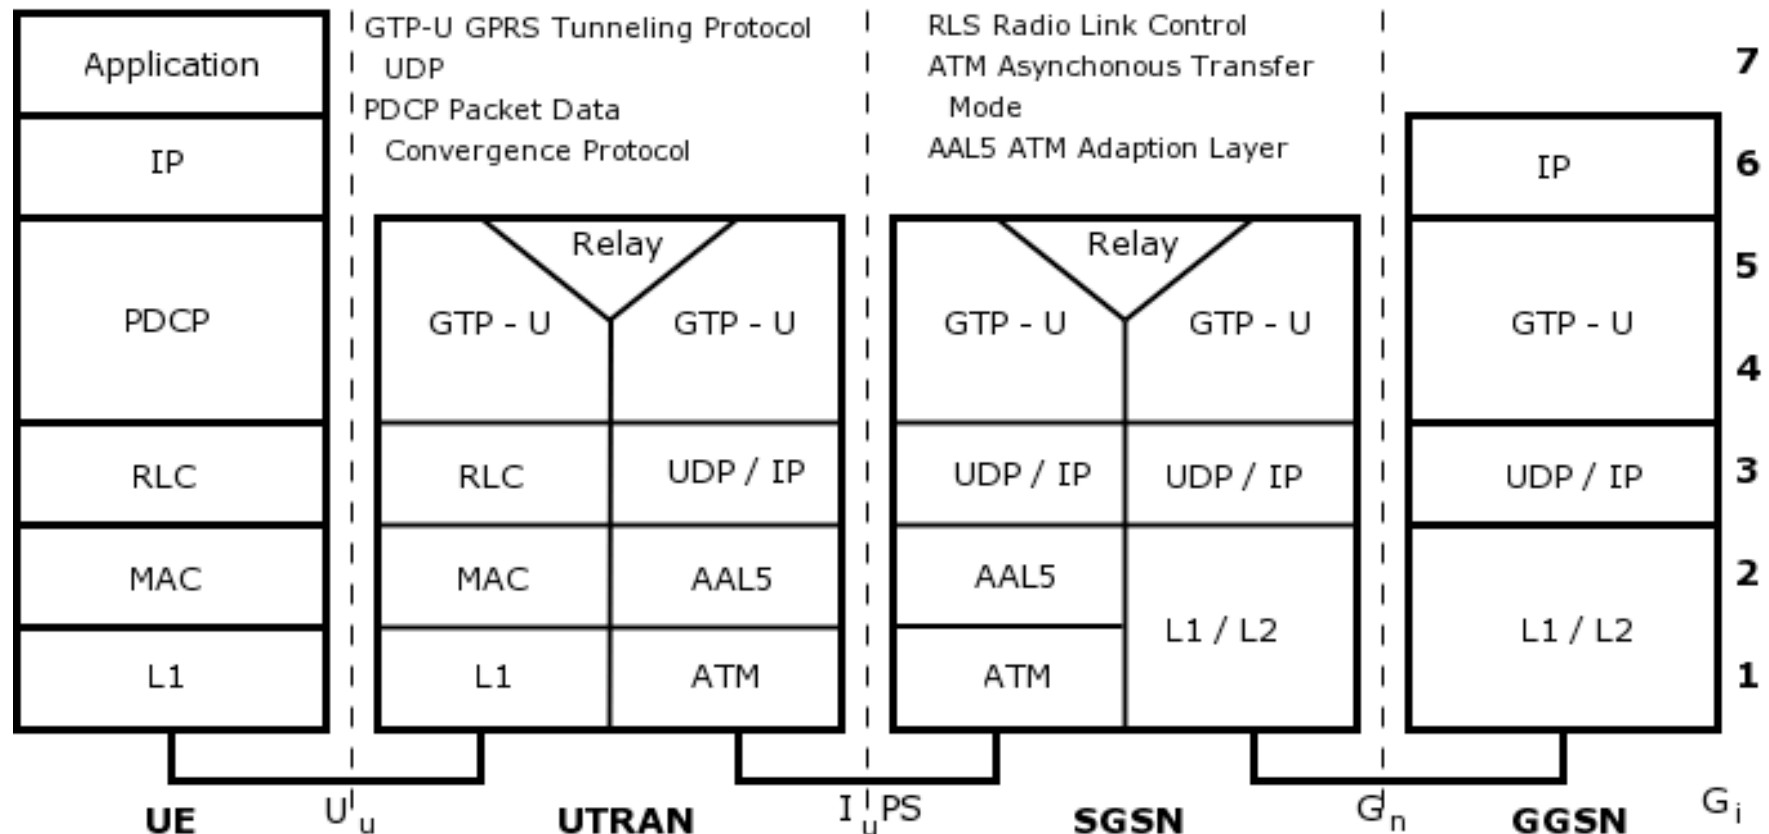 GTP-U GPRS Tunneling Protocol
UDP
PDCP Packet Data
Convergence Protocol
RLS Radio Link Control
ATM Asynchonous Transfer
Mode
AAL5 ATM Adaption Layer
Application
IP
PDCP
RLC
MAC
L1
Relay
GTP - U
GTP - U
RLC
UDP / IP
MAC
AAL5
L1
ATM
Relay
GTP - U
GTP - U
UDP / IP
UDP / IP
AAL5
L1 / L2
ATM
IP
GTP - U
UDP / IP
L1 / L2
7
6
5
4
3
2
1
UE
Uu
UTRAN
IuPS
SGSN
Gn
GGSN
Gi